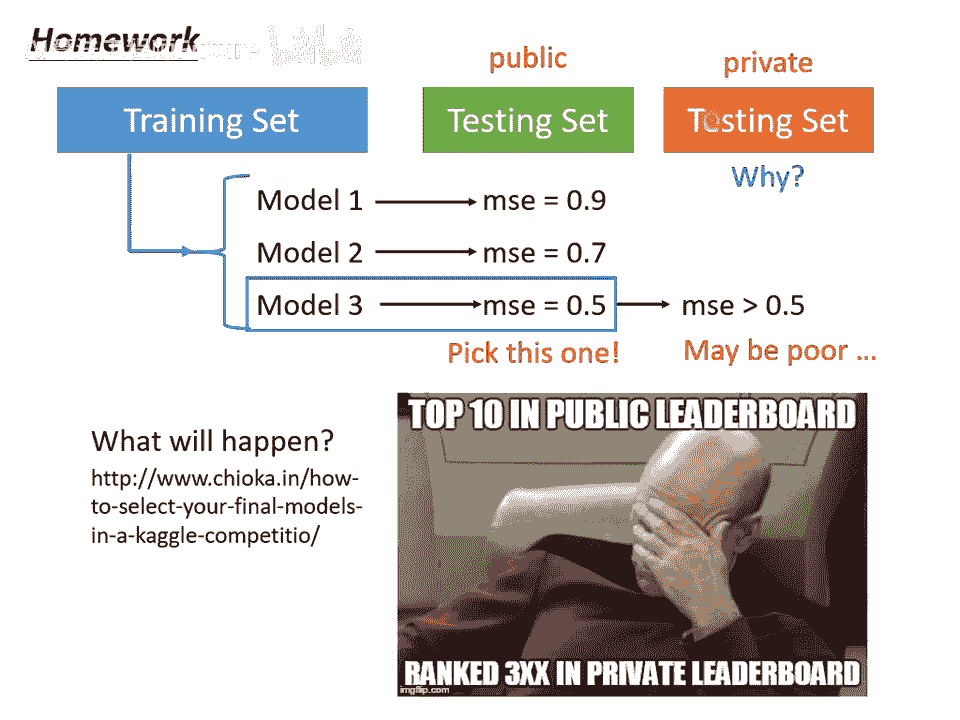 Homework
public
private
Training Set
Testing Set
Testing Set
Why?
Model 1
mse = 0.9
Model 2
mse = 0.7
Model 3
mse = 0.5
mse > 0.5
Pick this one!
May be poor …
What will happen?
http://www.chioka.in/how-
to-select-your-final-models-
in-a-kaggle-competitio/
TOP 10 IN PUBLIC LEADERBOARD
RANKED 3XX IN PRIVATE LEADERBOARD
imgflip.com